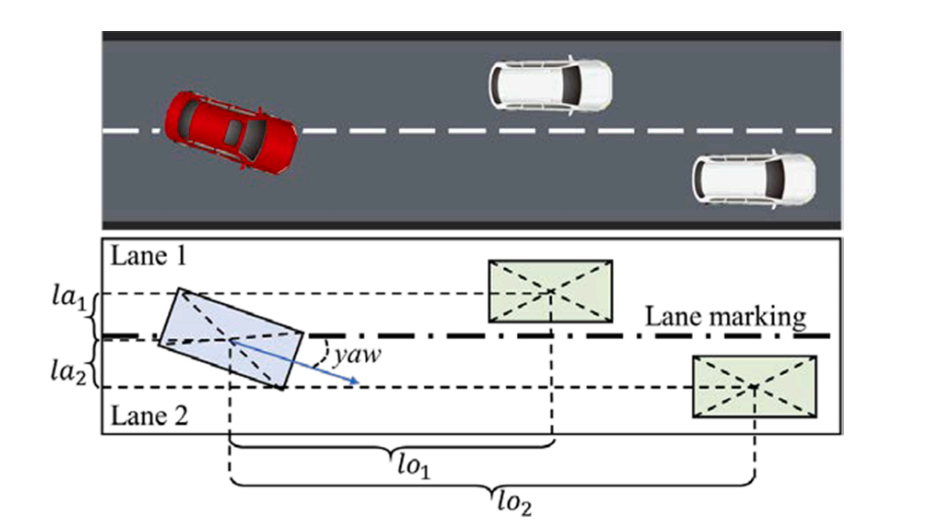 Lane 1
la₁
Lane marking
yaw
la₂
Lane 2
lo₁
lo₂